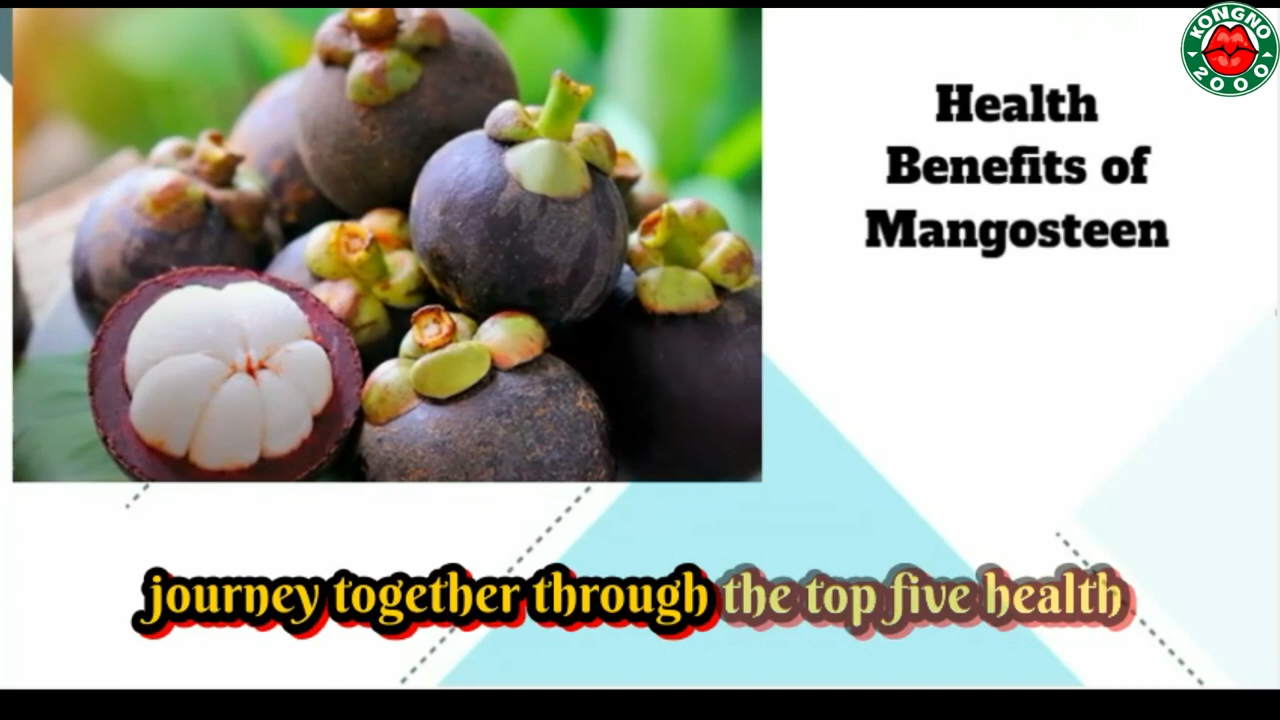 KONGNO
2000
Health
Benefits of
Mangosteen
journey together through the top five health